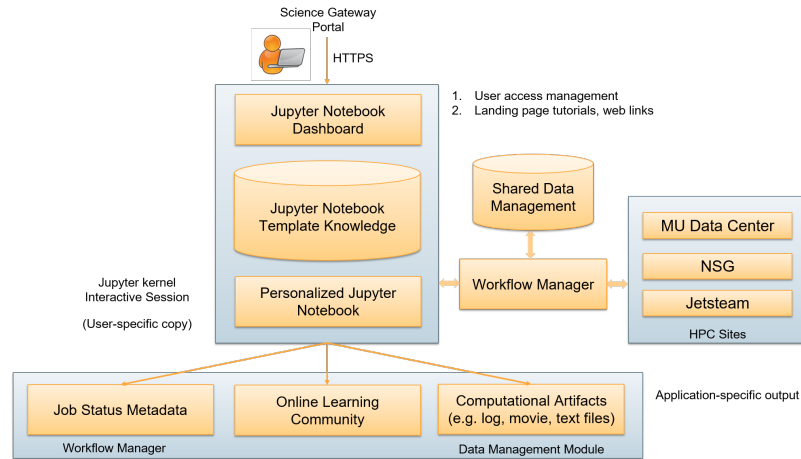 Science Gateway
Portal
HTTPS
Jupyter Notebook
Dashboard
1. User access management
2. Landing page tutorials, web links
Jupyter Notebook
Template Knowledge
Shared Data
Management
MU Data Center
NSG
Jetsteam
HPC Sites
Workflow Manager
Jupyter kernel
Interactive Session
(User-specific copy)
Personalized Jupyter
Notebook
Job Status Metadata
Online Learning
Community
Computational Artifacts
(e.g. log, movie, text files)
Application-specific output
Workflow Manager
Data Management Module